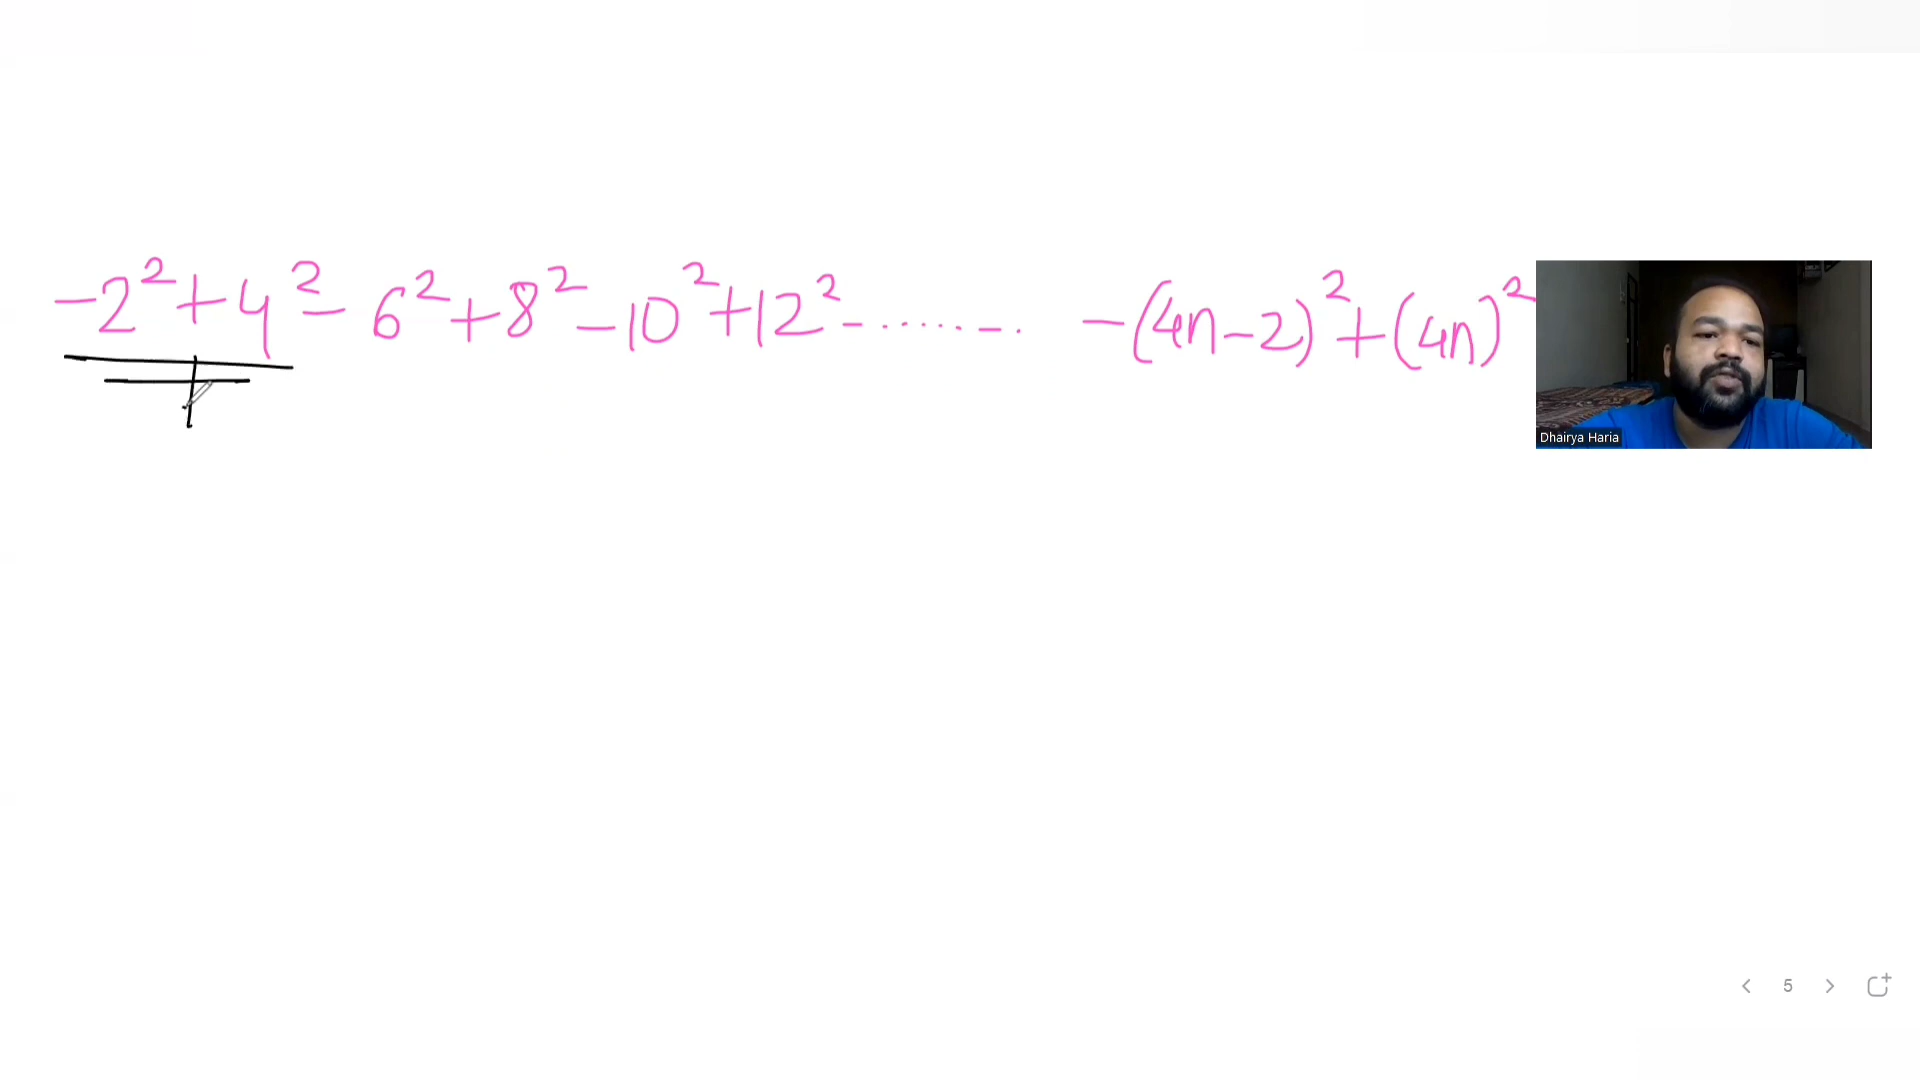 -2² + 4² - 6² + 8² - 10² + 12² - ........-. -(4n-2)² + (4n)²
Dhairya Haria
5